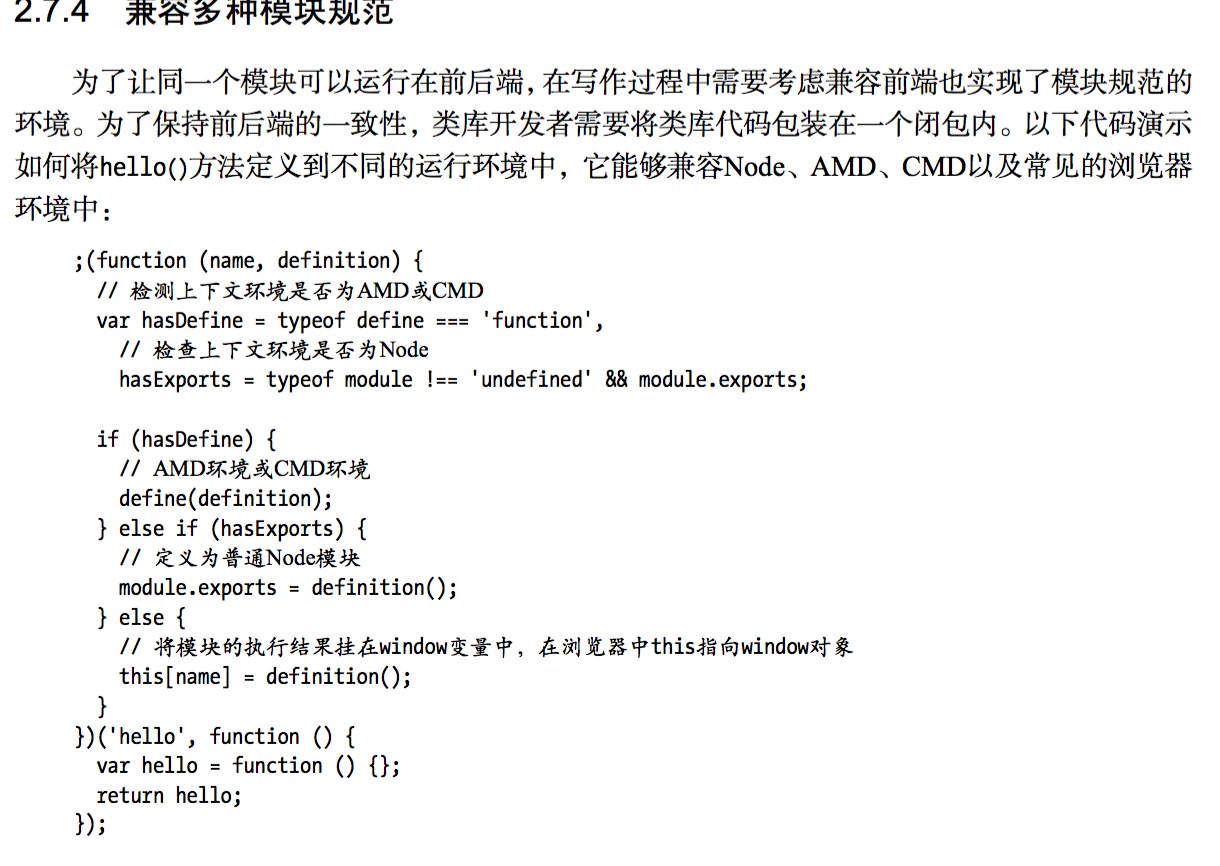 2.7.4 兼容多种模块规范
为了让同一个模块可以运行在前后端，在写作过程中需要考虑兼容前端也实现了模块规范的
环境。为了保持前后端的一致性，类库开发者需要将类库代码包装在一个闭包内。以下代码演示
如何将hello()方法定义到不同的运行环境中，它能够兼容Node、AMD、CMD以及常见的浏览器
环境中：
;(function (name, definition) {
// 检测上下文环境是否为AMD或CMD
var hasDefine = typeof define === 'function',
// 检查上下文环境是否为Node
hasExports = typeof module !== 'undefined' && module.exports;
if (hasDefine) {
// AMD环境或CMD环境
define(definition);
} else if (hasExports) {
// 定义为普通Node模块
module.exports = definition();
} else {
// 将模块的执行结果挂在window变量中，在浏览器中this指向window对象
this[name] = definition();
}
})('hello', function () {
var hello = function () {};
return hello;
});